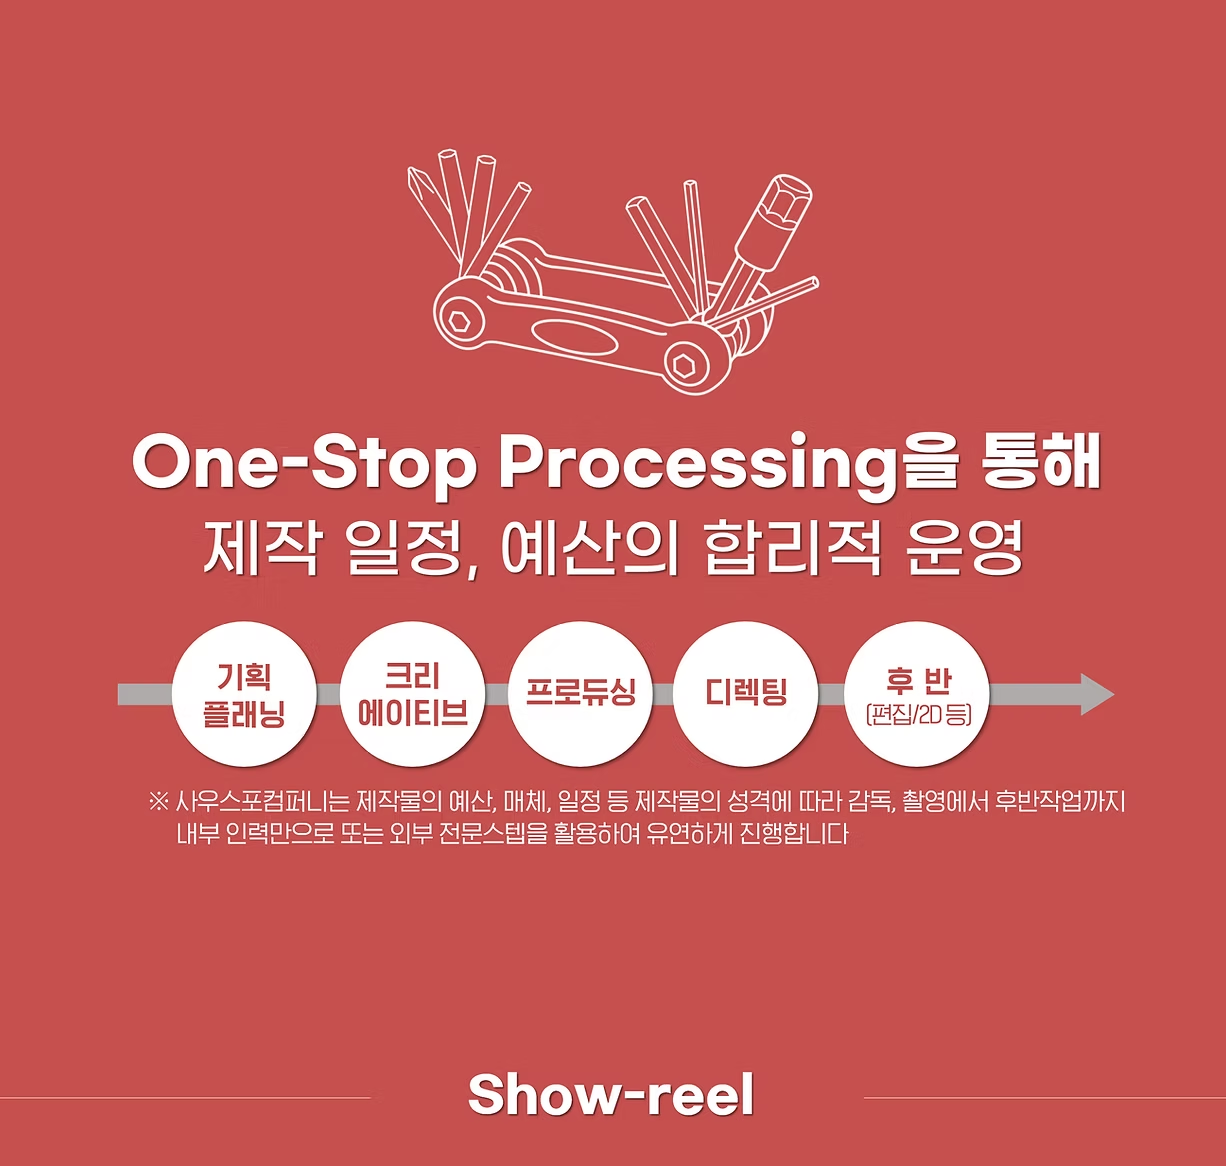 One-Stop Processing을 통해
제작 일정, 예산의 합리적 운영
기획
플래닝
크리
에이티브
프로듀싱
디렉팅
후 반
(편집/2D 등)
※ 사우스포컴퍼니는 제작물의 예산, 매체, 일정 등 제작물의 성격에 따라 감독, 촬영에서 후반작업까지
내부 인력만으로 또는 외부 전문스텝을 활용하여 유연하게 진행합니다
Show-reel